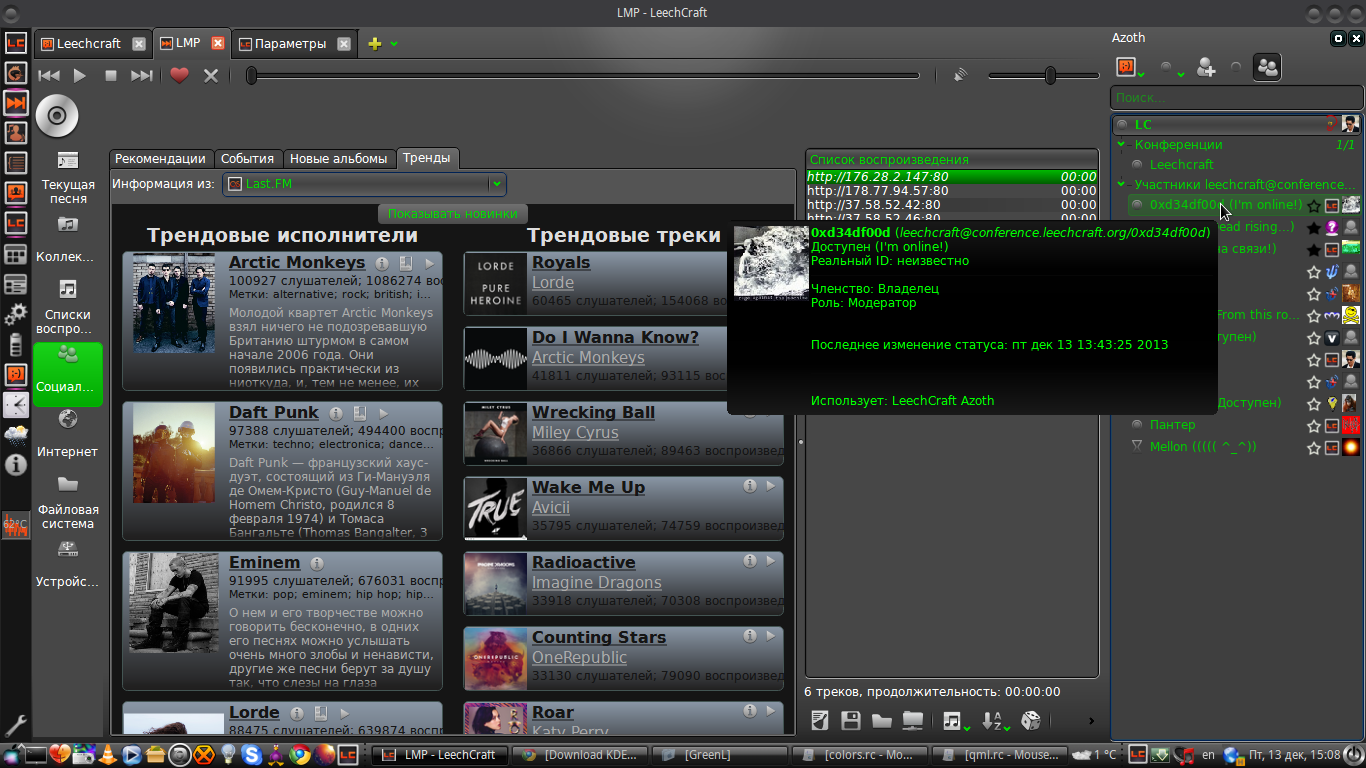 LMP - LeechCraft
Leechcraft
LMP
Параметры
Azoth
Поиск...
Текущая
песня
Коллек...
Списки
воспро...
Социал...
Интернет
Файловая
система
Устройс...
62°C
Рекомендации
События
Новые альбомы
Тренды
Информация из:
Last.FM
Показывать новинки
Трендовые исполнители
Arctic Monkeys
100927 слушателей; 1086274 вос
Метки: alternative; rock; british; i...
Молодой квартет Arctic Monkeys
взял ничего не подозревавшую
Британию штурмом в самом
начале 2006 года. Они
появились практически из
ниоткуда, и, тем не менее, их
Daft Punk
97388 слушателей; 494400 восп
Метки: techno; electronica; dance...
Daft Punk — французский хаус-
дуэт, состоящий из Ги-Мануэля
де Омем-Кристо (Guy-Manuel de
Homem Christo, родился 8
февраля 1974) и Томаса
Бангальте (Thomas Bangalter, 3
Eminem
91995 слушателей; 676031 восп
Метки: pop; eminem; hip hop; hip...
О нем и его творчестве можно
говорить бесконечно, в одних
его песнях можно услышать
очень много злобы и ненависти,
другие же песни берут за душу
так, что слезы на глаза
Lorde
88475 слушателей; 639874 восп
Трендовые треки
LORDE
PURE
HEROINE
Royals
Lorde
60465 слушателей; 154068 во
Do I Wanna Know?
Arctic Monkeys
41811 слушателей; 93115 вос
MILEY CYRUS
Wrecking Ball
Miley Cyrus
36866 слушателей; 89463 вос
TRUE
Wake Me Up
Avicii
35795 слушателей; 74759 воспроизвед
Radioactive
Imagine Dragons
33918 слушателей; 70308 воспроизвед
ONEREPUBLIC
Counting Stars
OneRepublic
33130 слушателей; 79090 воспроизвед
Roar
Katy Perry
Список воспроизведения
http://176.28.2.147:80 00:00
http://178.77.94.57:80 00:00
http://37.58.52.42:80 00:00
http://37.58.52.46:80 00:00
6 треков, продолжительность: 00:00:00
0xd34df00d (leechcraft@conference.leechcraft.org/0xd34df00d)
Доступен (I'm online!)
Реальный ID: неизвестно
Членство: Владелец
Роль: Модератор
Последнее изменение статуса: пт дек 13 13:43:25 2013
Использует: LeechCraft Azoth
LC
Конференции 1/1
Leechcraft
Участники leechcraft@conference...
0xd34df00d (I'm online!)
ead rising...)
на связи!)
From this ro...
тупен)
Доступен)
Пантер
Mellon ((((( ^_^))
LMP - LeechCraft
[Download KDE...
[GreenL]
[colors.rc - Mo...
[qml.rc - Mouse...
1 °C
en
Пт, 13 дек, 15:08